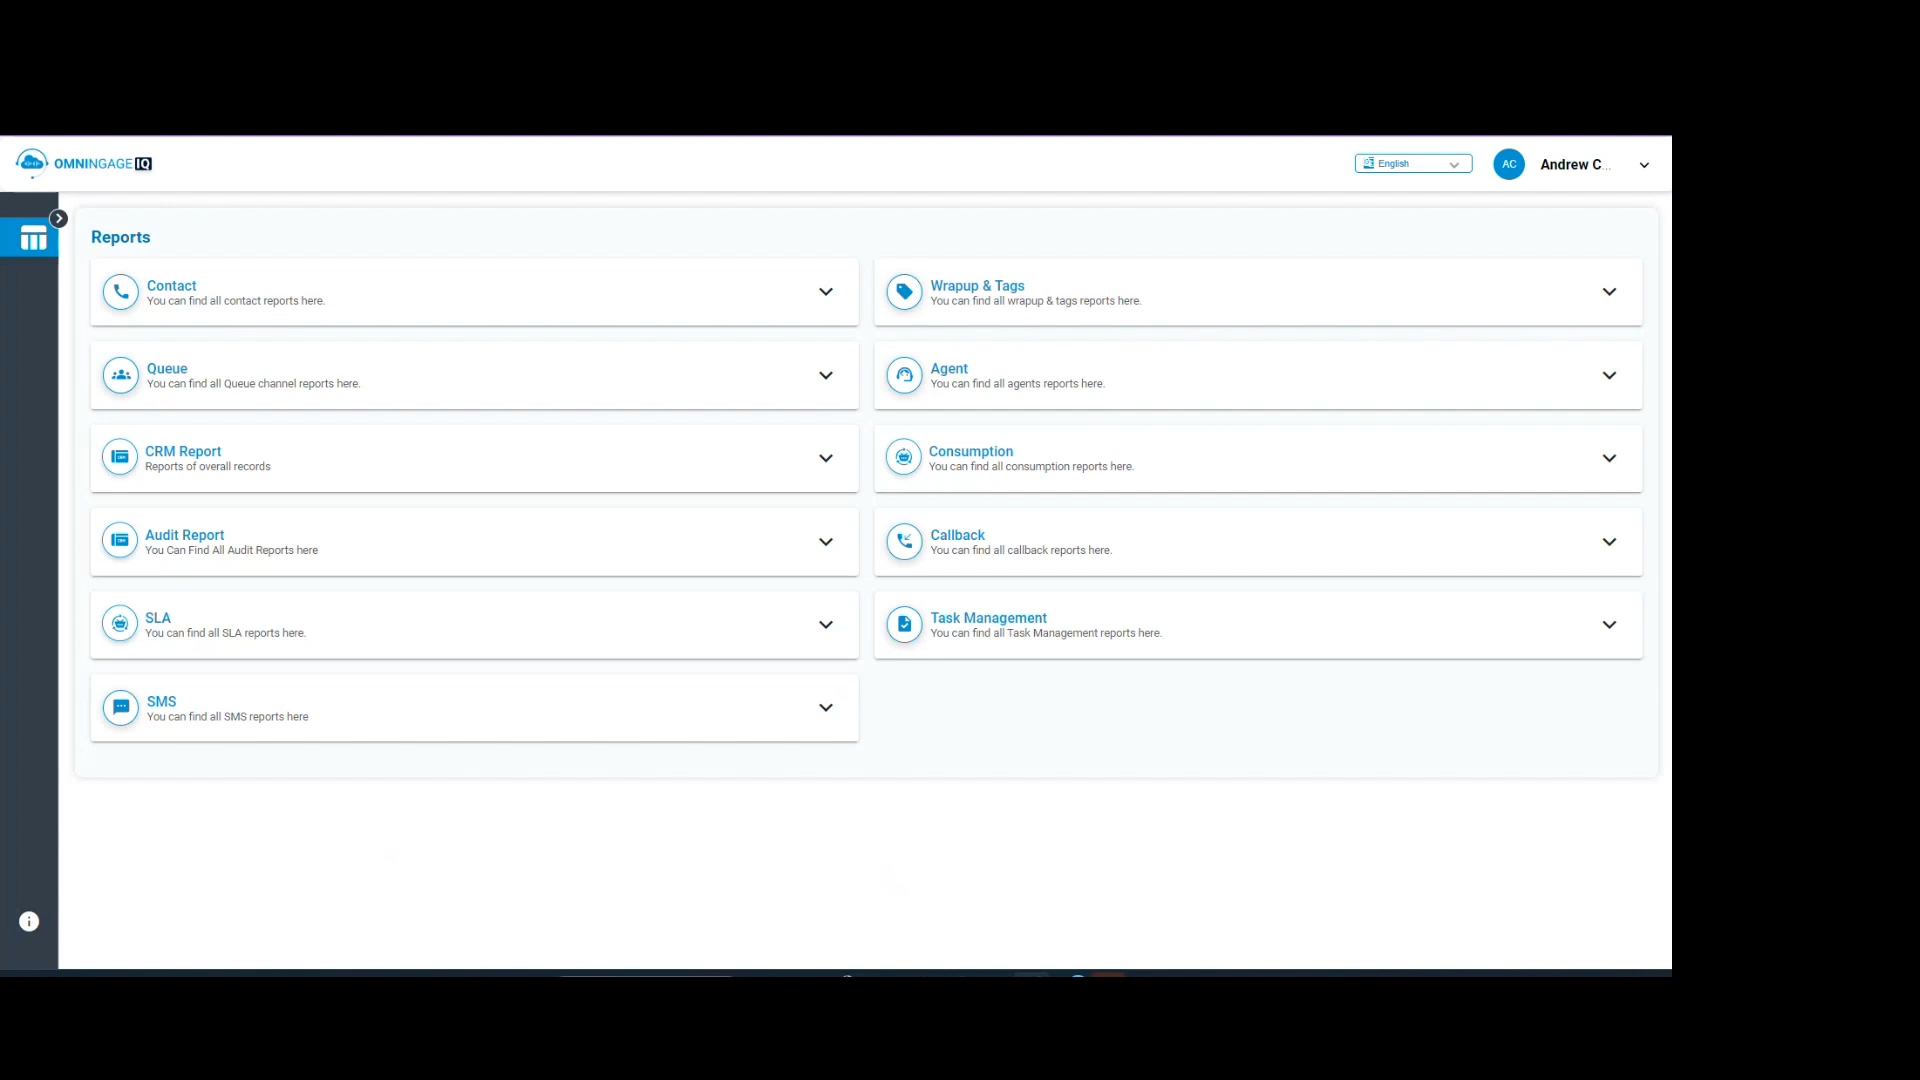 OMNINGAGE IQ
English
AC
Andrew C...
Reports
Contact
You can find all contact reports here.
Wrapup & Tags
You can find all wrapup & tags reports here.
Queue
You can find all Queue channel reports here.
Agent
You can find all agents reports here.
CRM Report
Reports of overall records
Consumption
You can find all consumption reports here.
Audit Report
You Can Find All Audit Reports here
Callback
You can find all callback reports here.
SLA
You can find all SLA reports here.
Task Management
You can find all Task Management reports here.
SMS
You can find all SMS reports here